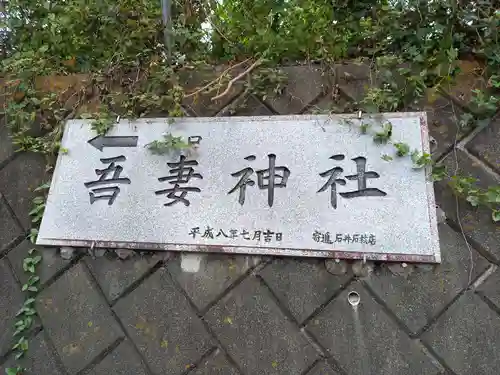 ← 吾妻神社
平成八年七月吉日 寄進 石井石材店